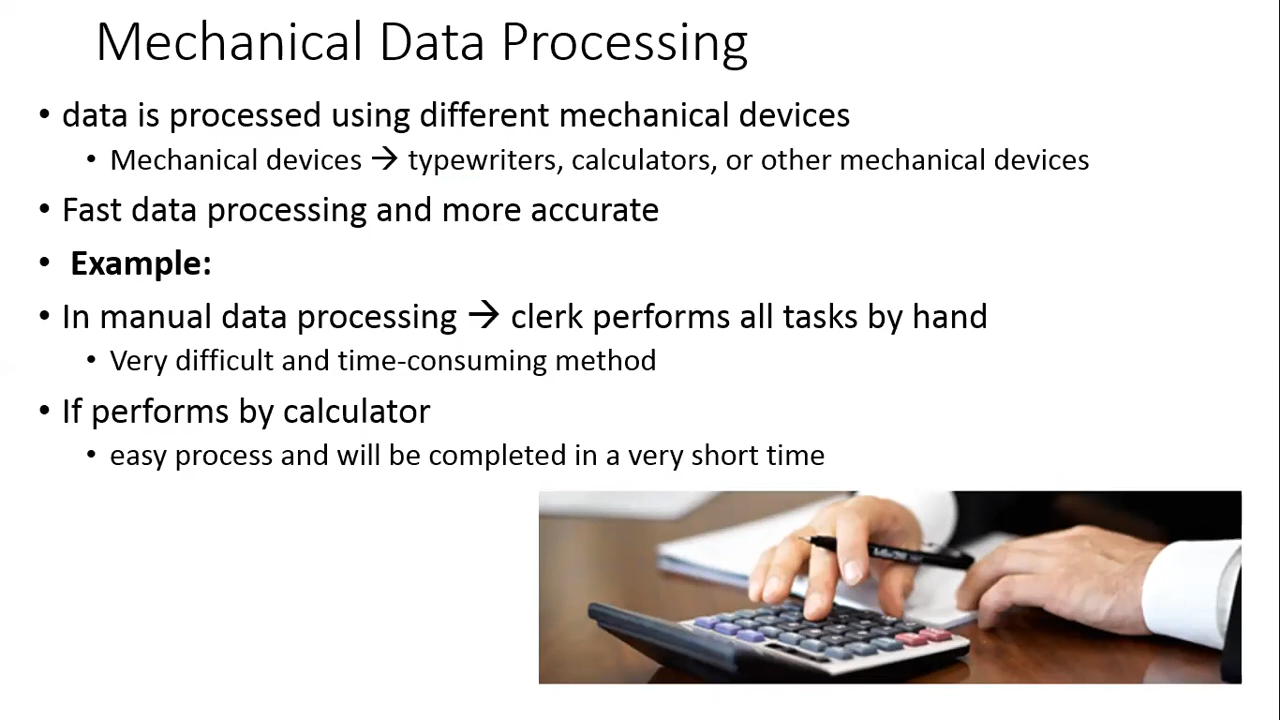 Mechanical Data Processing
• data is processed using different mechanical devices
• Mechanical devices → typewriters, calculators, or other mechanical devices
• Fast data processing and more accurate
• Example:
• In manual data processing → clerk performs all tasks by hand
• Very difficult and time-consuming method
• If performs by calculator
• easy process and will be completed in a very short time